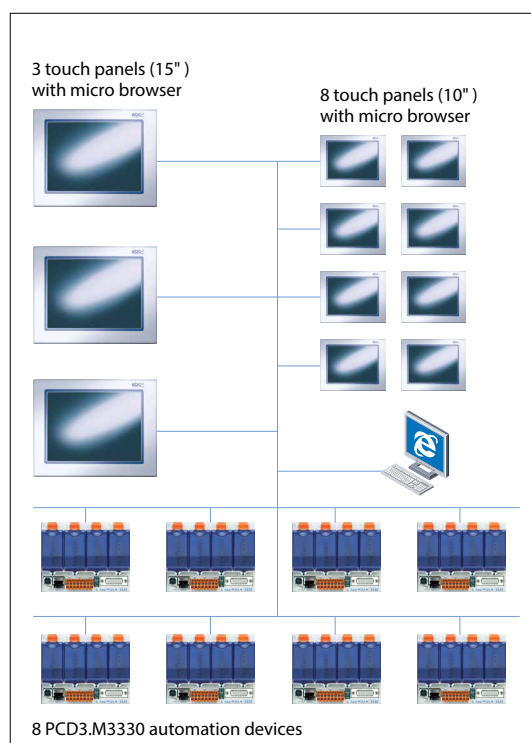 3 touch panels (15" )
with micro browser
8 touch panels (10" )
with micro browser
8 PCD3.M3330 automation devices